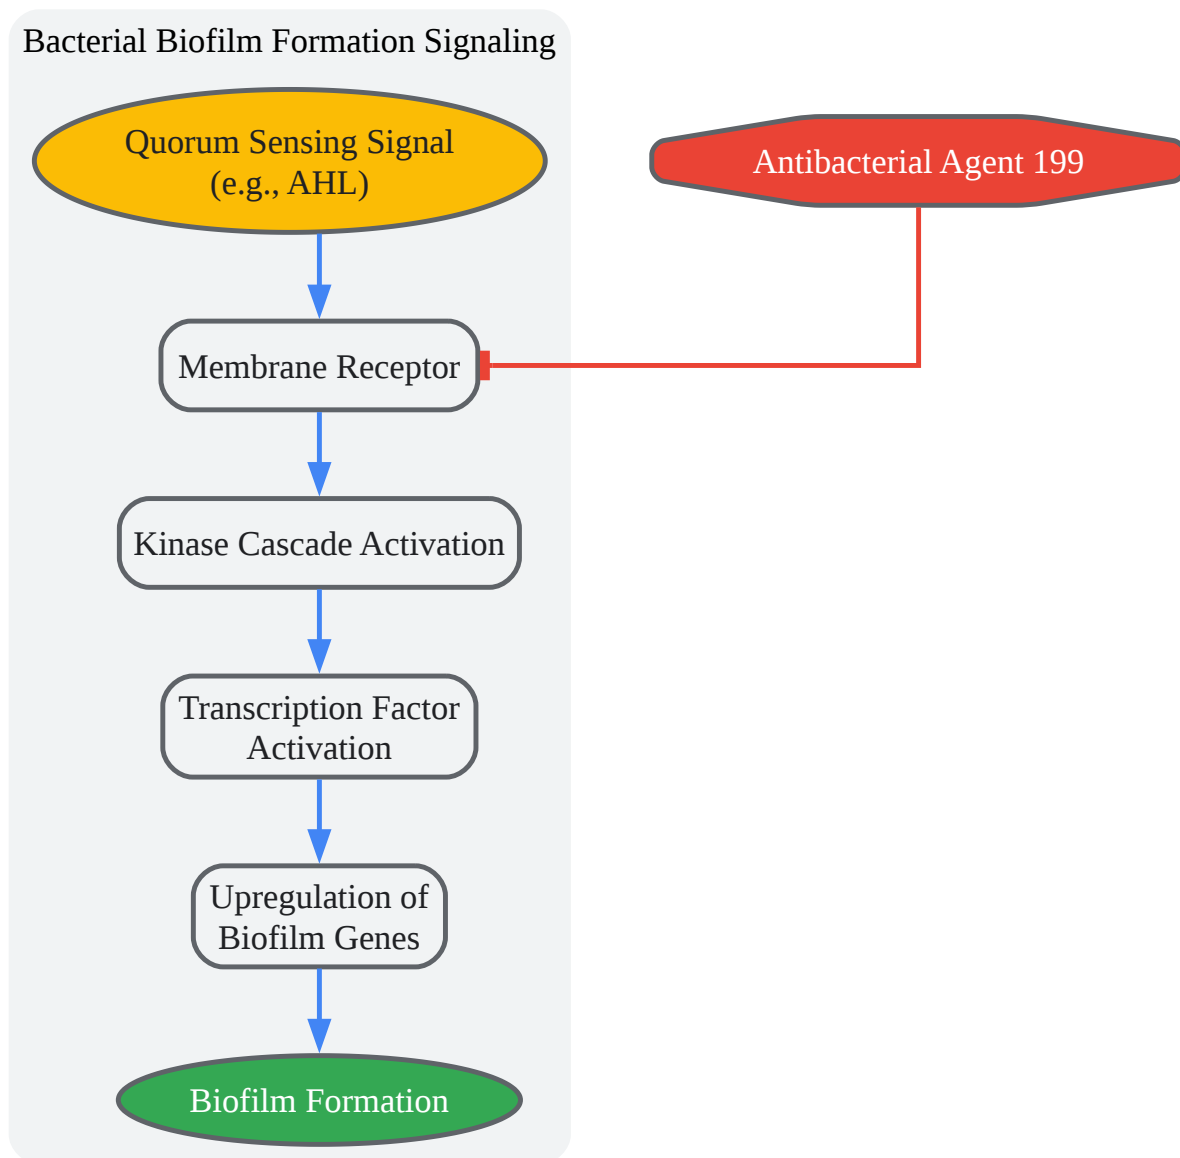 Bacterial Biofilm Formation Signaling
Quorum Sensing Signal
(e.g., AHL)
Antibacterial Agent 199
Membrane Receptor
Kinase Cascade Activation
Transcription Factor
Activation
Upregulation of
Biofilm Genes
Biofilm Formation